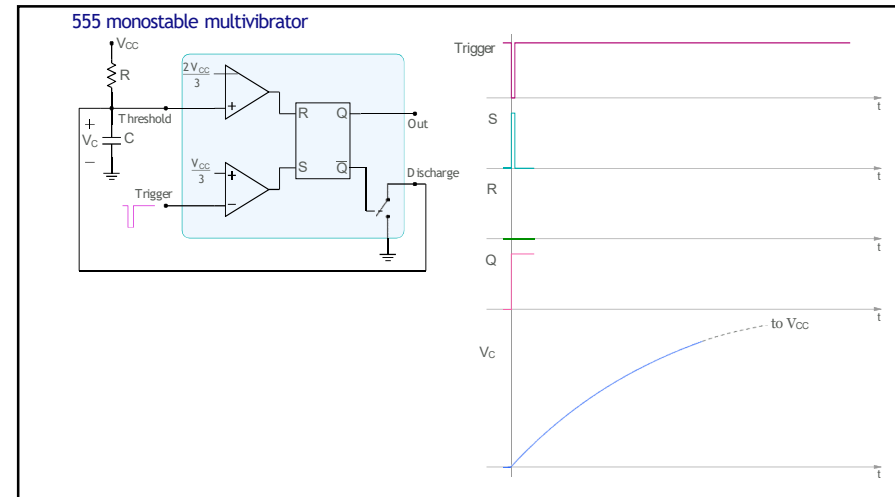 555 monostable multivibrator
VCC
R
2VCC
3
+
Threshold
+
VC
C
–
VCC
3
+
–
Trigger
R
Q
S
Q̅
Out
Discharge
Trigger
t
S
t
R
t
Q
t
to VCC
VC
t